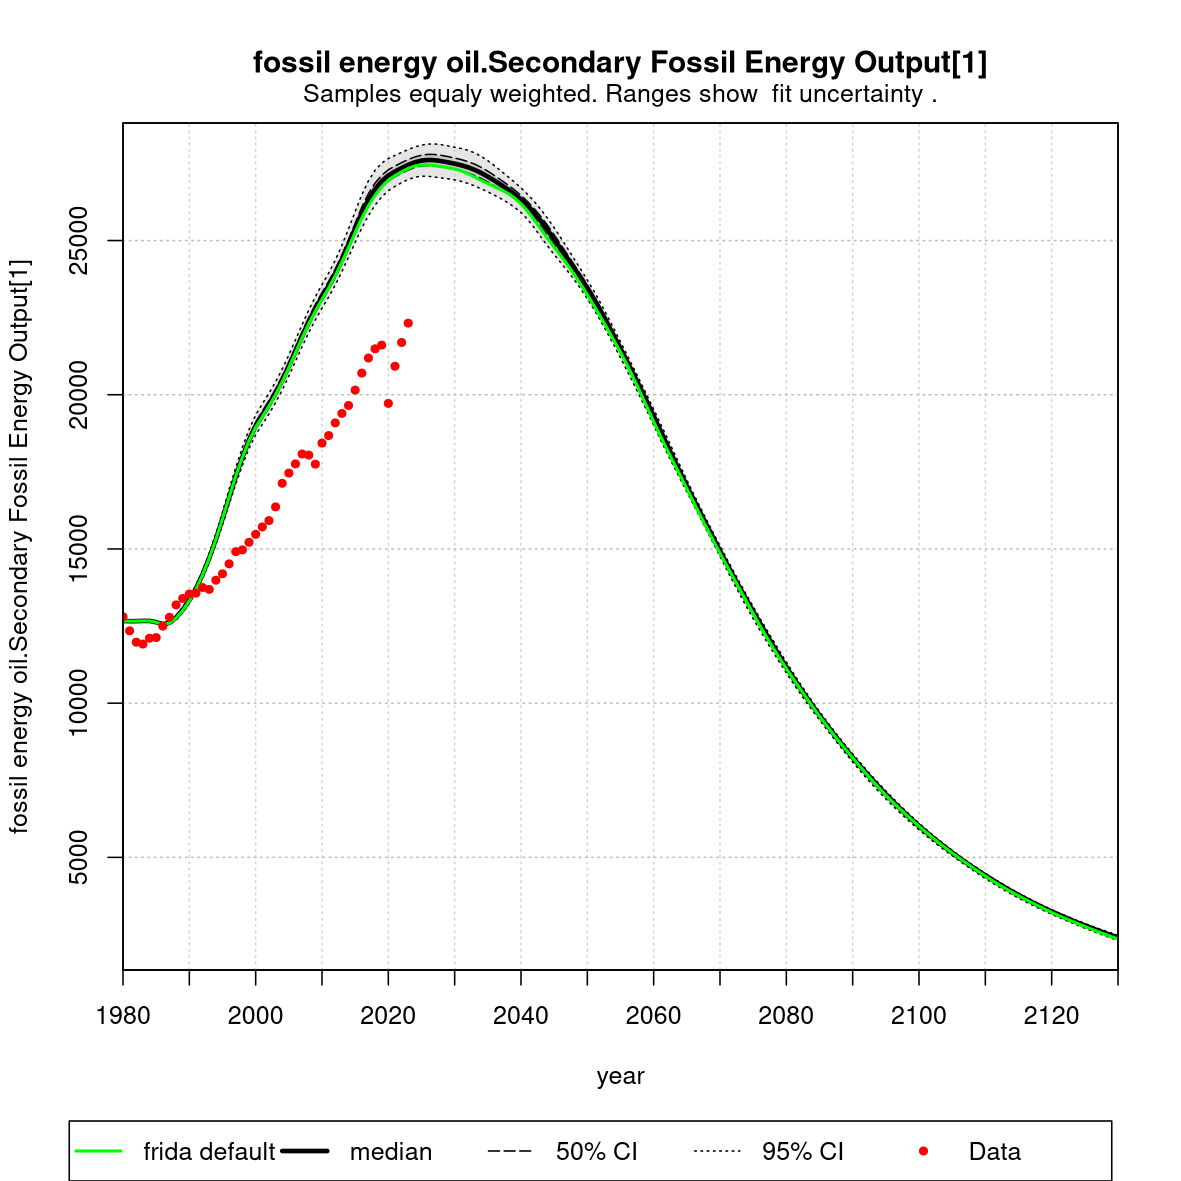 fossil energy oil.Secondary Fossil Energy Output[1]
Samples equaly weighted. Ranges show  fit uncertainty .
fossil energy oil.Secondary Fossil Energy Output[1]
25000
20000
15000
10000
5000
1980 2000 2020 2040 2060 2080 2100 2120
year
frida default median 50% CI 95% CI Data